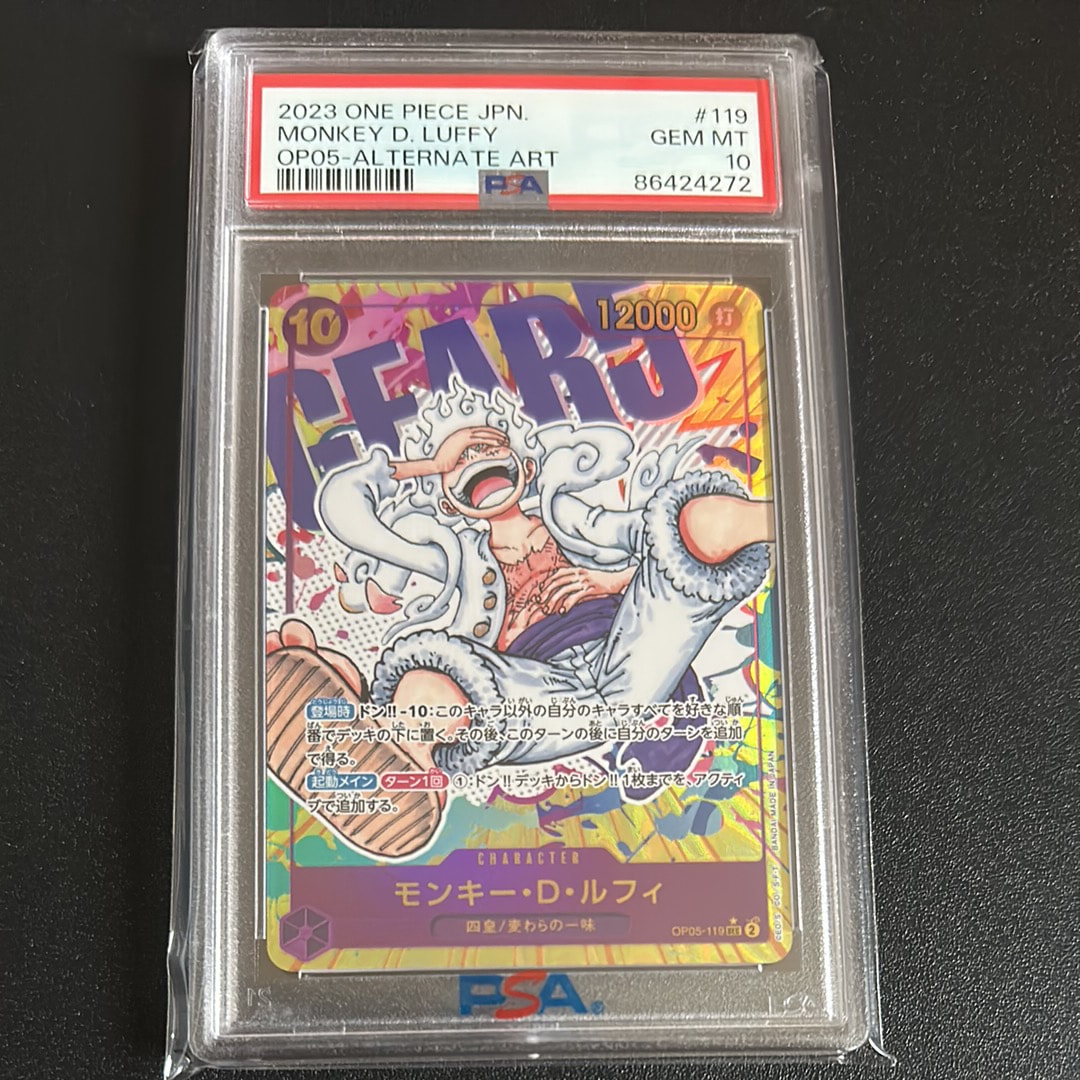 2023 ONE PIECE JPN. #119
MONKEY D. LUFFY GEM MT
OP05-ALTERNATE ART 10
PSA 86424272
10 12000 打
GEAR5
登場時 ドン!!-10:このキャラ以外の自分のキャラすべてを好きな順
番でデッキの下に置く。その後、このターンの後に自分のターンを追加
で得る。
起動メイン ターン1回 ①:ドン!!デッキからドン!!1枚までを、アクティ
ブで追加する。
CHARACTER
モンキー・D・ルフィ
四皇/麦わらの一味
OP05-119 SEC 2
BANDAI MADE IN JAPAN
PSA